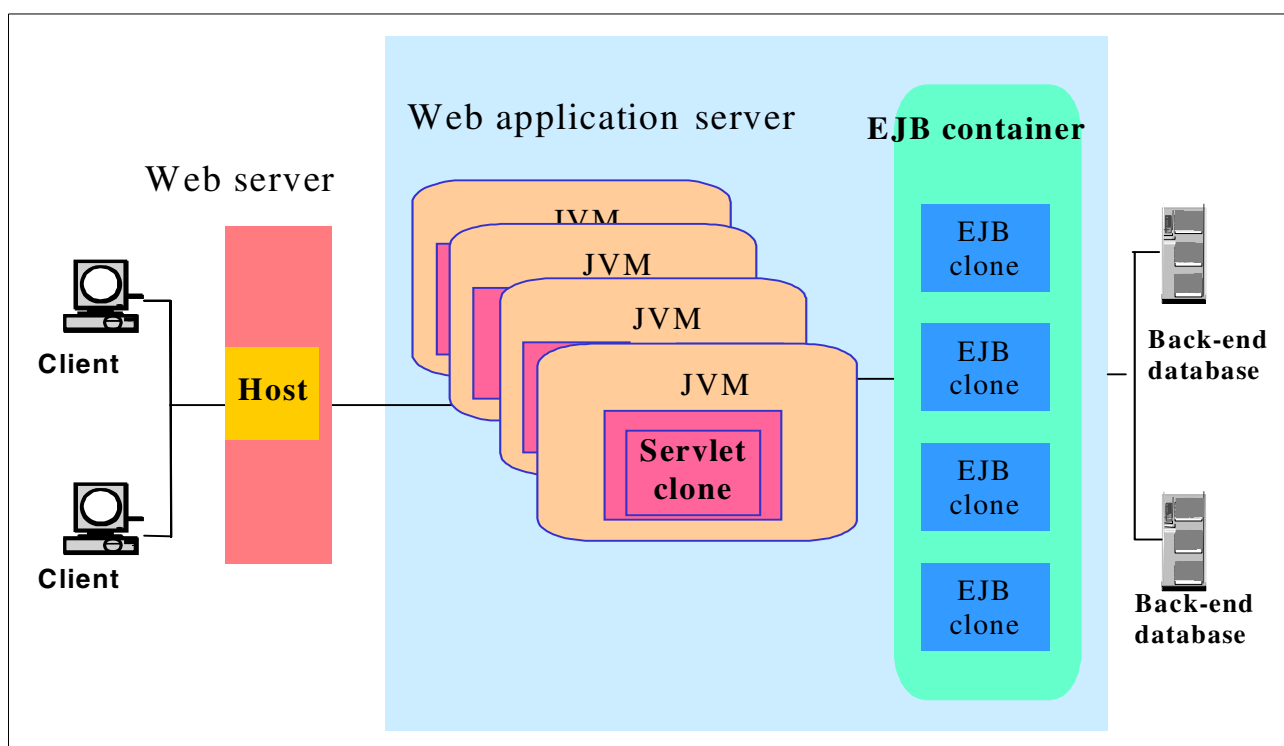 Web application server
EJB container
Web server
JVM
JVM
JVM
JVM
Servlet
clone
EJB
clone
EJB
clone
EJB
clone
EJB
clone
Host
Client
Client
Back-end
database
Back-end
database